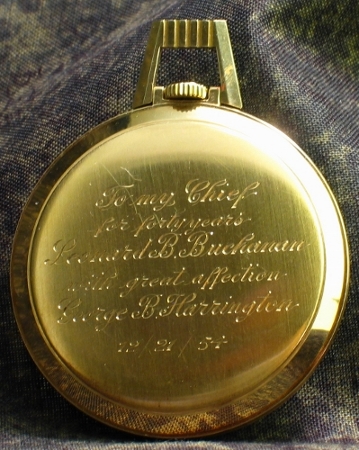 To my Chief
for forty years
Leonard B. Buchanan
with great affection
George B. Harrington
12/21/54